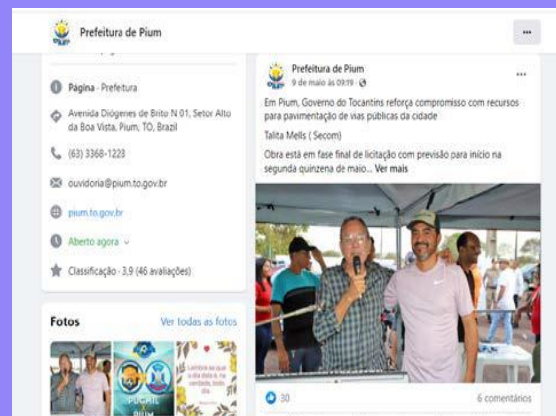 Prefeitura de Pium
Página · Prefeitura
Avenida Diógenes de Brito N 01, Setor Alto
da Boa Vista, Pium, TO, Brazil
(63) 3368-1228
ouvidoria@pium.to.gov.br
pium.to.gov.br
Aberto agora
Classificação · 3,9 (46 avaliações)
Fotos
Ver todas as fotos
PIUM
Prefeitura de Pium
9 de maio às 09:19
Em Pium, Governo do Tocantins reforça compromisso com recursos
para pavimentação de vias públicas da cidade
Talita Mells ( Secom)
Obra está em fase final de licitação com previsão para início na
segunda quinzena de maio... Ver mais
30
6 comentários